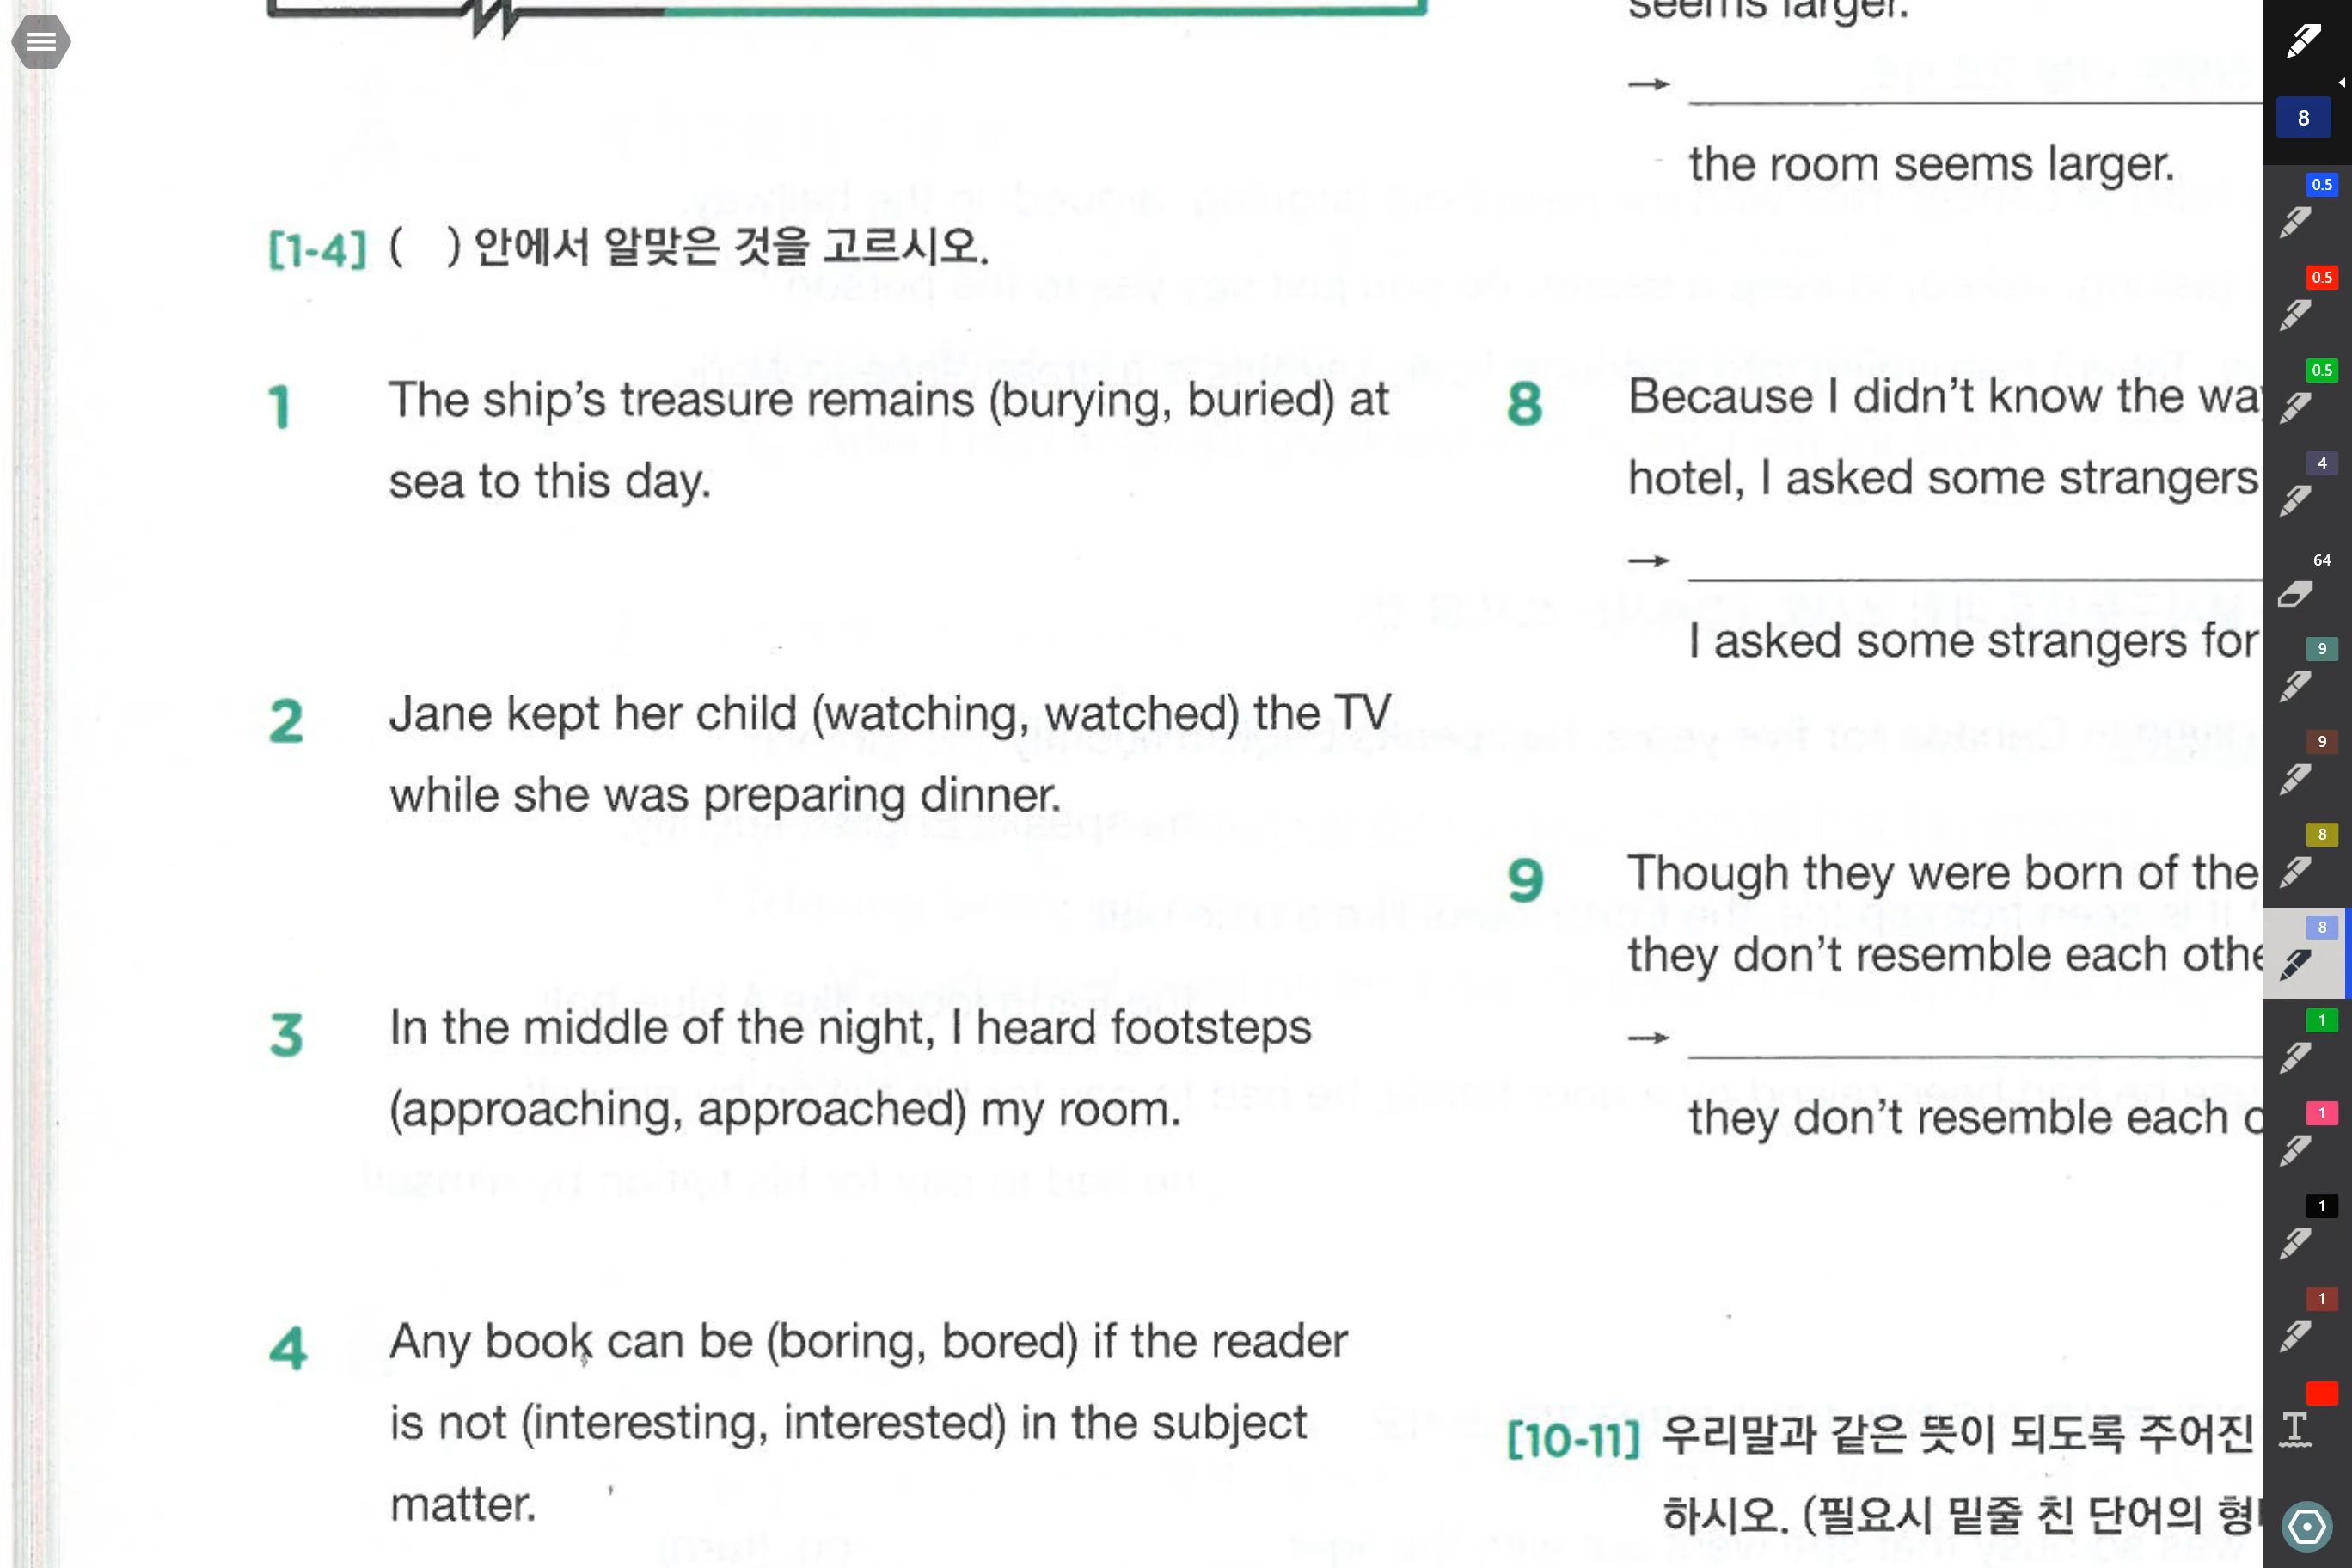 [1-4] ( ) 안에서 알맞은 것을 고르시오.
1 The ship's treasure remains (burying, buried) at
sea to this day.
2 Jane kept her child (watching, watched) the TV
while she was preparing dinner.
3 In the middle of the night, I heard footsteps
(approaching, approached) my room.
4 Any book can be (boring, bored) if the reader
is not (interesting, interested) in the subject
matter.
seems larger.
→
the room seems larger.
8 Because I didn't know the way
hotel, I asked some strangers
→
I asked some strangers for
9 Though they were born of the
they don't resemble each othe
→
they don't resemble each
[10-11] 우리말과 같은 뜻이 되도록 주어진
하시오. (필요시 밑줄 친 단어의
8
0.5
0.5
0.5
4
64
9
9
8
8
1
1
1
1
T